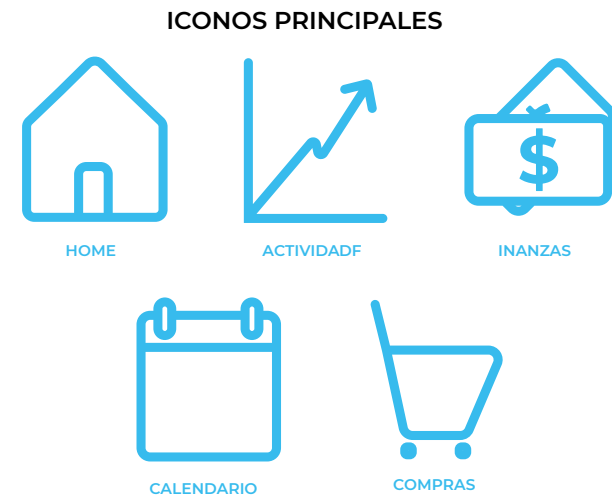 ICONOS PRINCIPALES
$
HOME
ACTIVIDADF
INANZAS
CALENDARIO
COMPRAS